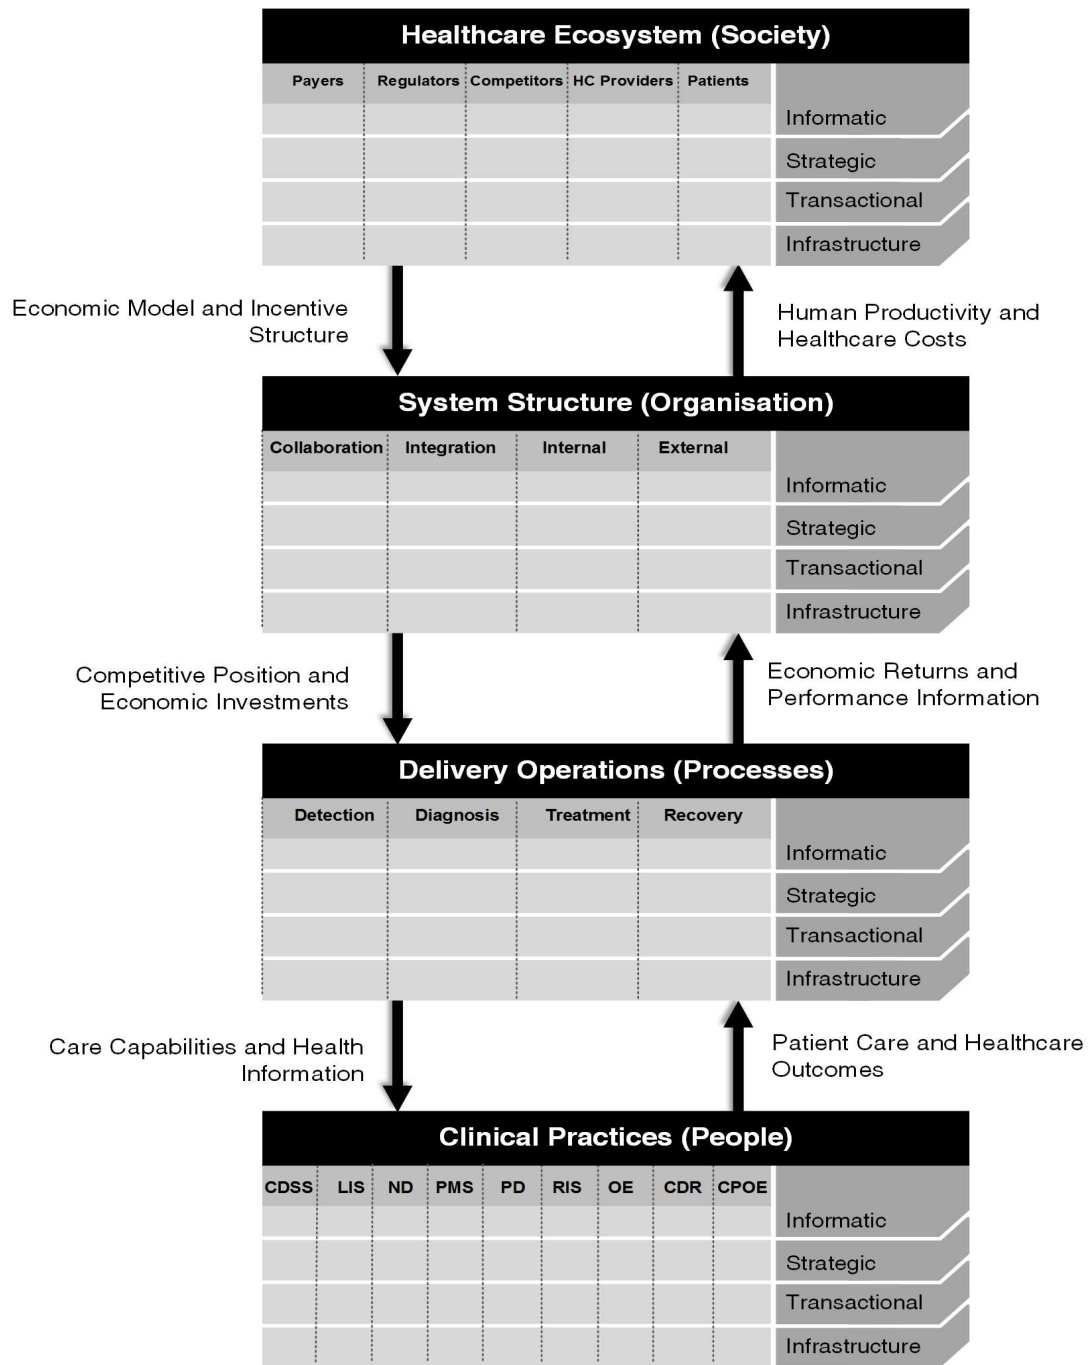 Healthcare Ecosystem (Society)
Payers Regulators Competitors HC Providers Patients
Informatic
Strategic
Transactional
Infrastructure
Economic Model and Incentive
Structure
Human Productivity and
Healthcare Costs
System Structure (Organisation)
Collaboration Integration Internal External
Informatic
Strategic
Transactional
Infrastructure
Competitive Position and
Economic Investments
Economic Returns and
Performance Information
Delivery Operations (Processes)
Detection Diagnosis Treatment Recovery
Informatic
Strategic
Transactional
Infrastructure
Care Capabilities and Health
Information
Patient Care and Healthcare
Outcomes
Clinical Practices (People)
CDSS LIS ND PMS PD RIS OE CDR CPOE
Informatic
Strategic
Transactional
Infrastructure